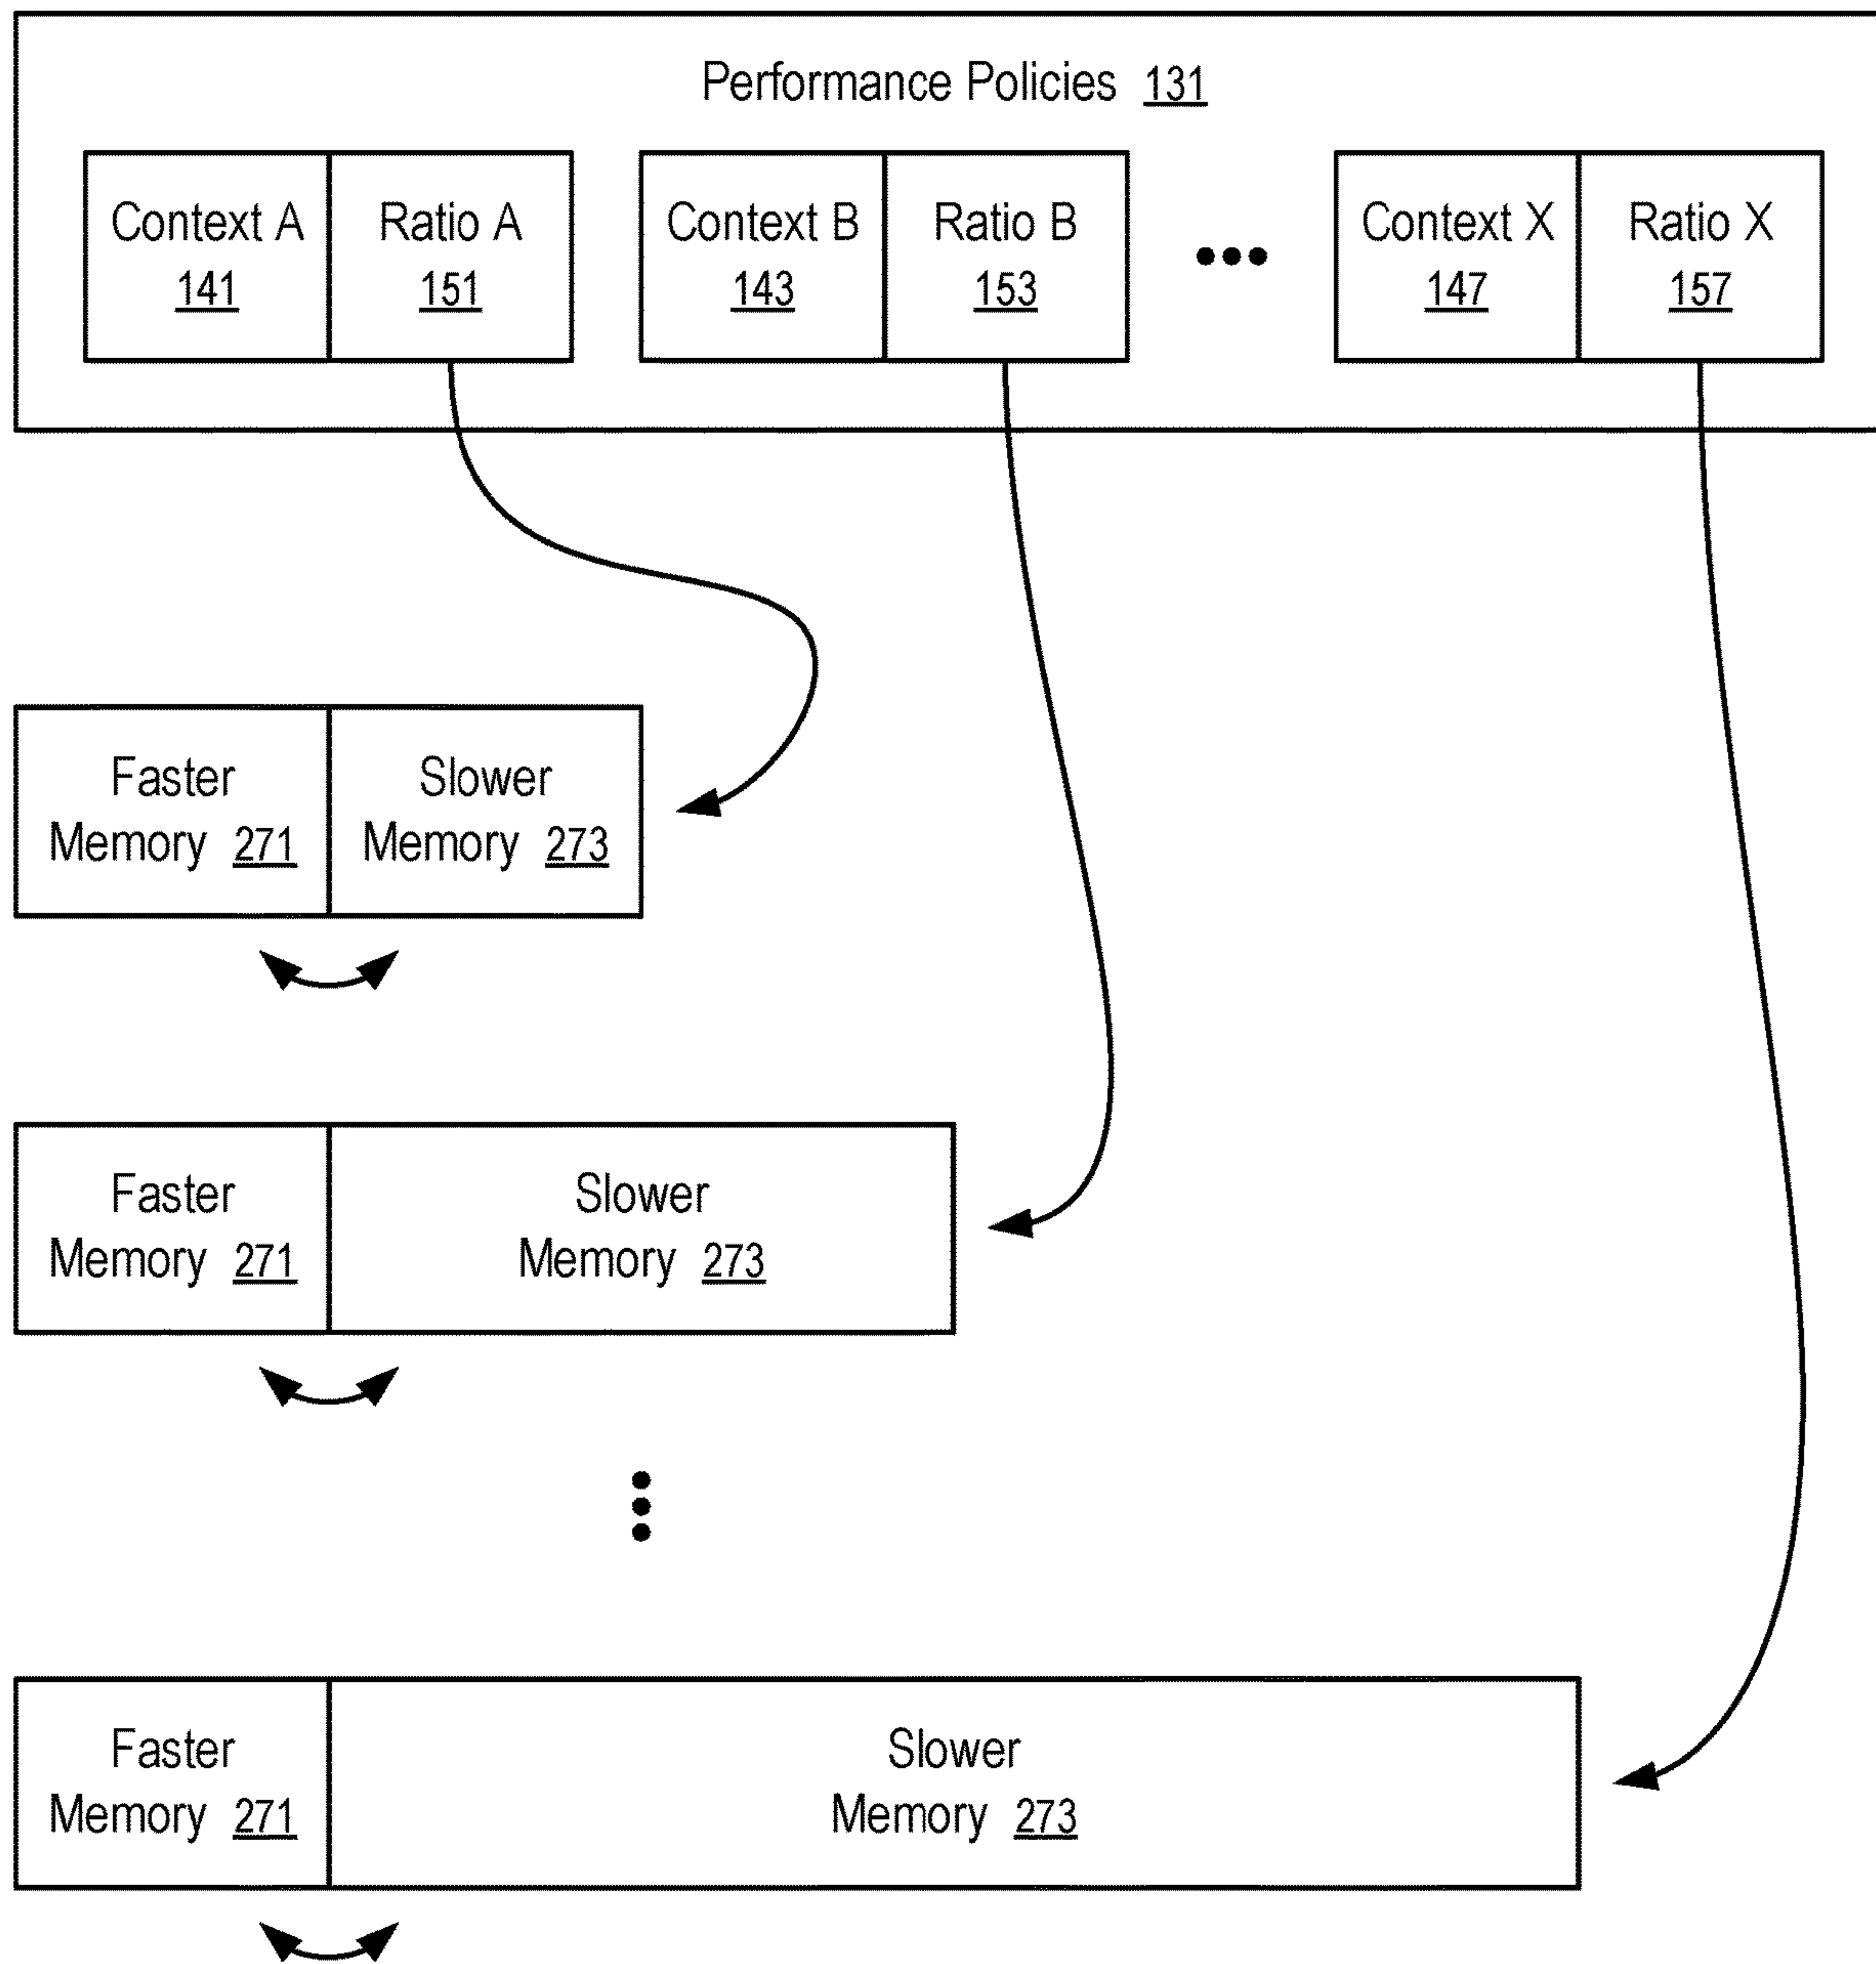 Performance Policies 131
Context A
141
Ratio A
151
Context B
143
Ratio B
153
Context X
147
Ratio X
157
Faster
Memory 271
Slower
Memory 273
Faster
Memory 271
Slower
Memory 273
Faster
Memory 271
Slower
Memory 273